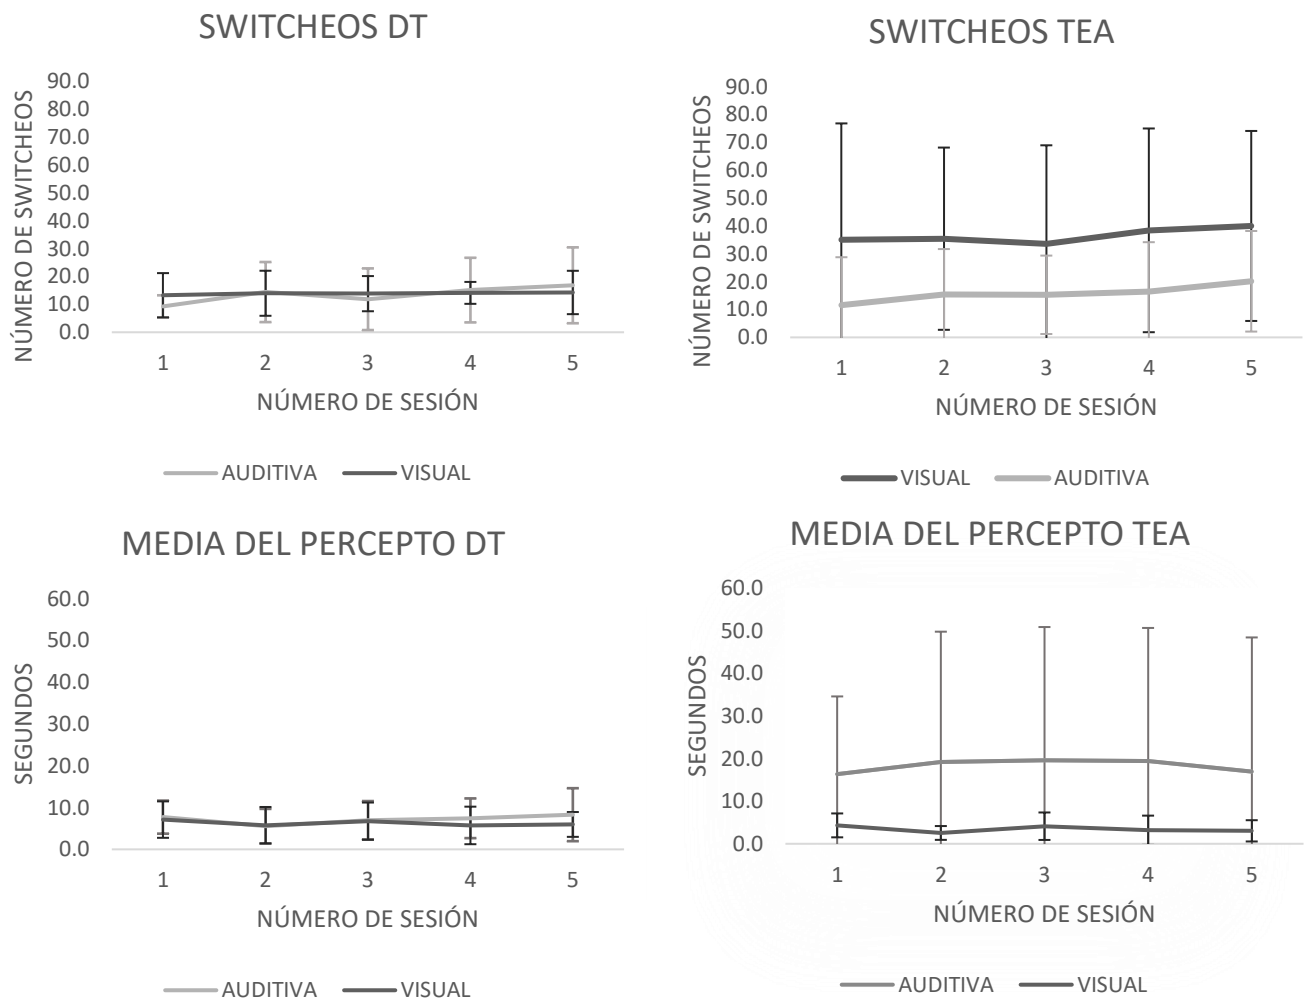 SWITCHEOS DT
NÚMERO DE SWITCHEOS
90.0
80.0
70.0
60.0
50.0
40.0
30.0
20.0
10.0
0.0
1 2 3 4 5
NÚMERO DE SESIÓN
AUDITIVA VISUAL
SWITCHEOS TEA
NÚMERO DE SWITCHEOS
90.0
80.0
70.0
60.0
50.0
40.0
30.0
20.0
10.0
0.0
1 2 3 4 5
NÚMERO DE SESIÓN
VISUAL AUDITIVA
MEDIA DEL PERCEPTO DT
SEGUNDOS
60.0
50.0
40.0
30.0
20.0
10.0
0.0
1 2 3 4 5
NÚMERO DE SESIÓN
AUDITIVA VISUAL
MEDIA DEL PERCEPTO TEA
SEGUNDOS
60.0
50.0
40.0
30.0
20.0
10.0
0.0
1 2 3 4 5
NÚMERO DE SESIÓN
AUDITIVA VISUAL